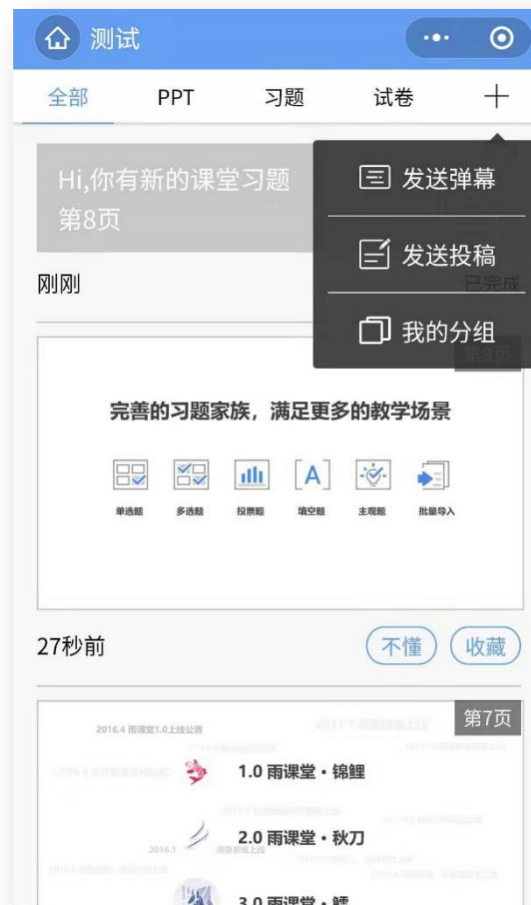 测试
全部 PPT 习题 试卷
发送弹幕
发送投稿
我的分组
Hi,你有新的课堂习题
第8页
刚刚
已完成
完善的习题家族，满足更多的教学场景
单选题 多选题 投票题 填空题 主观题 批量导入
27秒前
不懂 收藏
第7页
2016.4 雨课堂1.0上线公测
1.0 雨课堂·锦鲤
2.0 雨课堂·秋刀
3.0 雨课堂·鳕